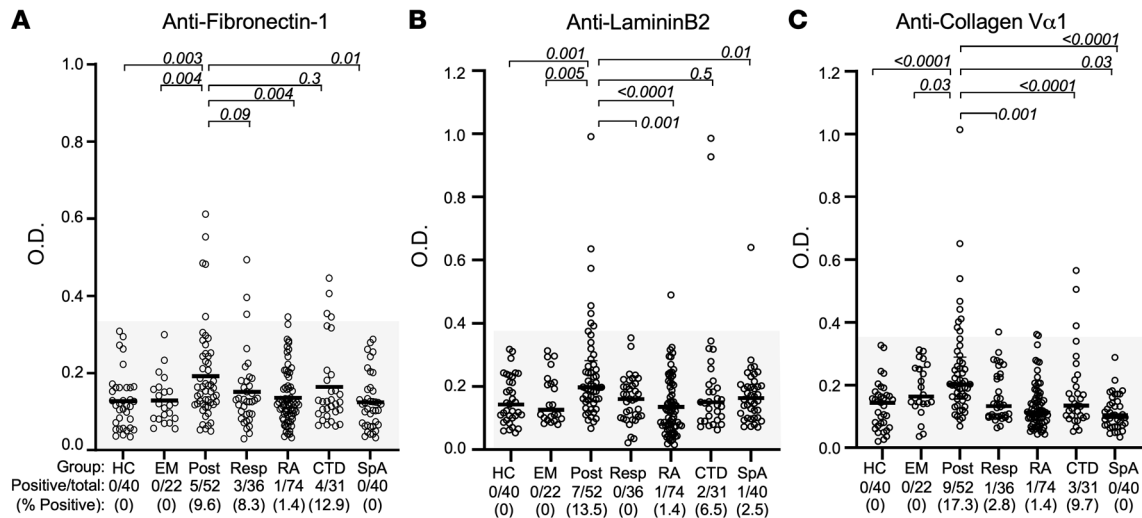 A
Anti-Fibronectin-1
0.003
0.01
0.004
0.3
0.004
0.09
1.0
0.8
0.6
0.4
0.2
0.0
O.D.
Group: HC EM Post Resp RA CTD SpA
Positive/total: 0/40 0/22 5/52 3/36 1/74 4/31 0/40
(% Positive): (0) (0) (9.6) (8.3) (1.4) (12.9) (0)
B
Anti-LamininB2
0.001
0.01
0.005
0.5
<0.0001
0.001
1.2
1.0
0.8
0.6
0.4
0.2
0.0
O.D.
HC EM Post Resp RA CTD SpA
0/40 0/22 7/52 0/36 1/74 2/31 1/40
(0) (0) (13.5) (0) (1.4) (6.5) (2.5)
C
Anti-Collagen Vα1
<0.0001
<0.0001
0.03
0.03
<0.0001
0.001
1.2
1.0
0.8
0.6
0.4
0.2
0.0
O.D.
HC EM Post Resp RA CTD SpA
0/40 0/22 9/52 1/36 1/74 3/31 0/40
(0) (0) (17.3) (2.8) (1.4) (9.7) (0)